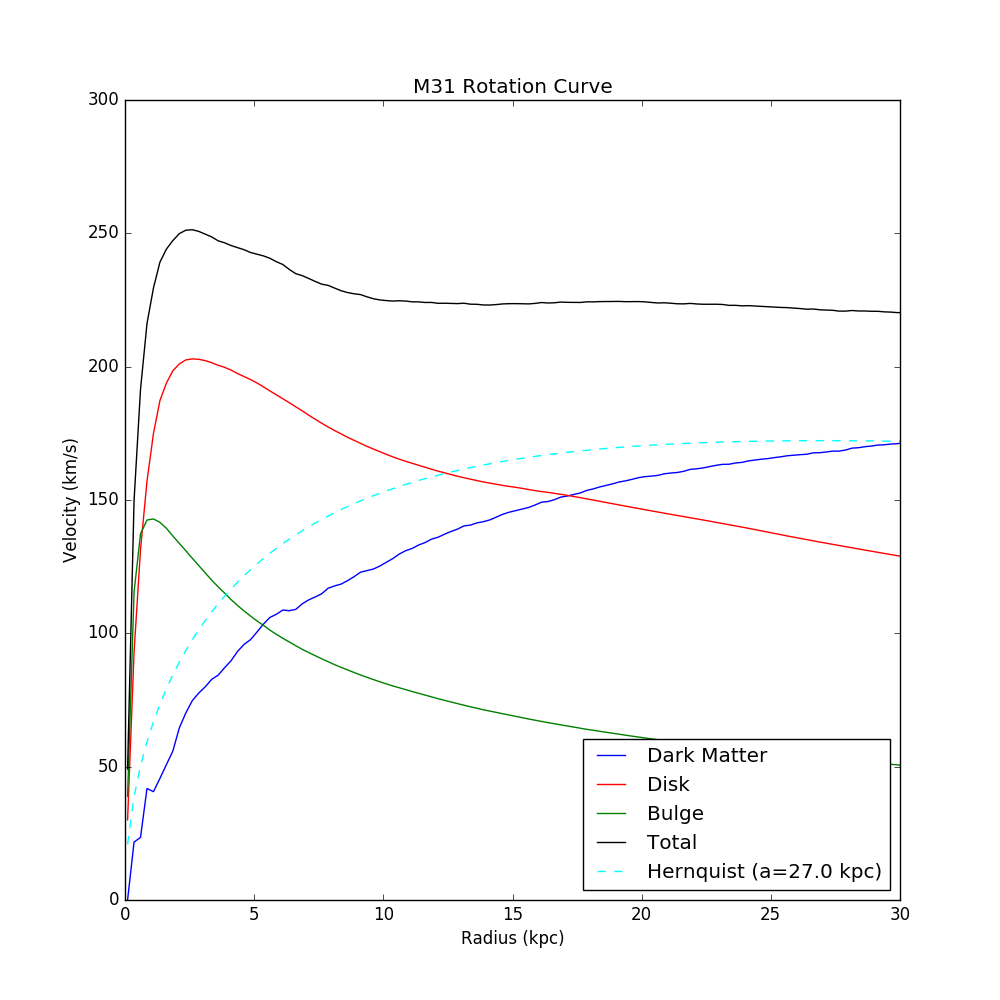 M31 Rotation Curve
300
250
200
150
100
50
0
Velocity (km/s)
0 5 10 15 20 25 30
Radius (kpc)
Dark Matter
Disk
Bulge
Total
Hernquist (a=27.0 kpc)